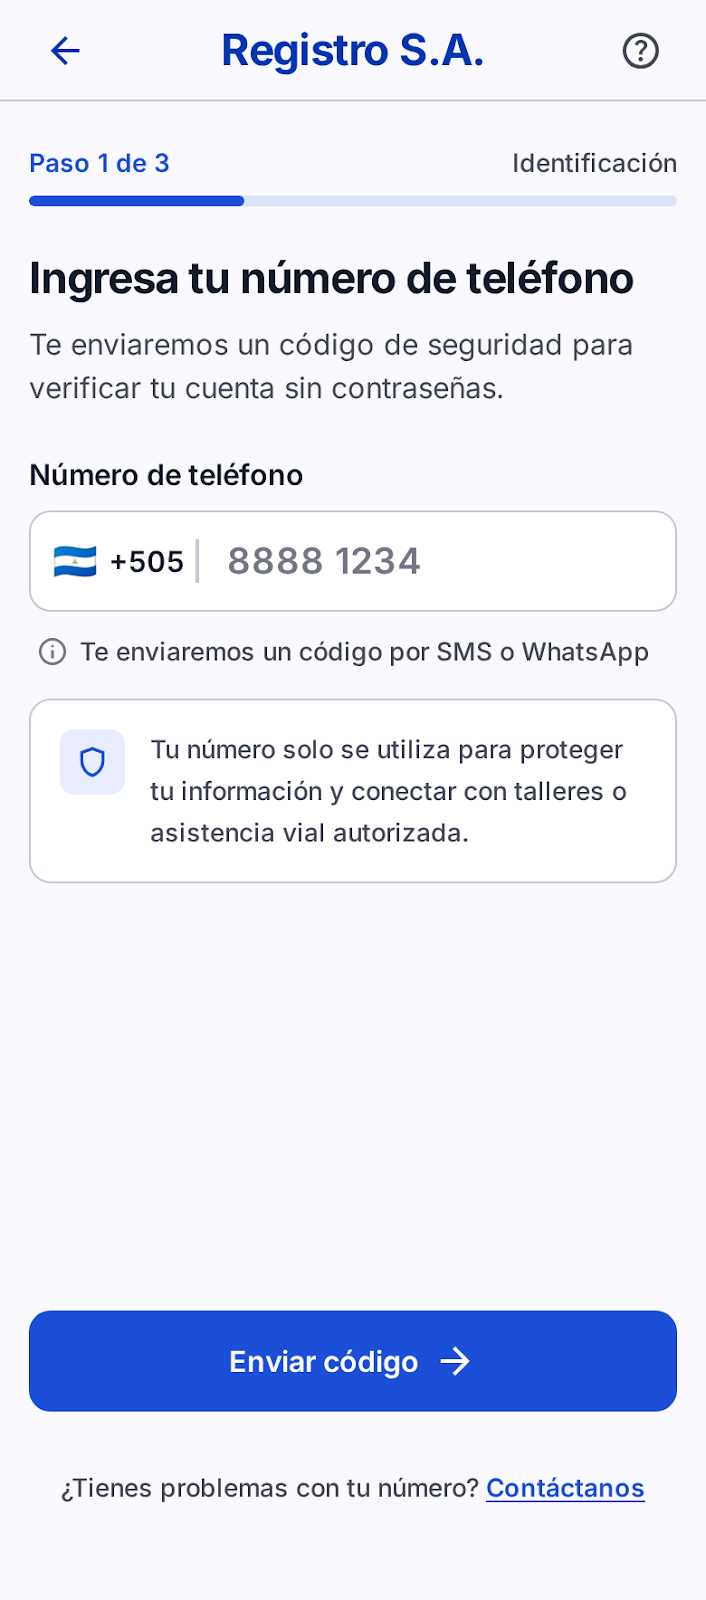 Registro S.A.
Paso 1 de 3
Identificación
Ingresa tu número de teléfono
Te enviaremos un código de seguridad para
verificar tu cuenta sin contraseñas.
Número de teléfono
+505 8888 1234
Te enviaremos un código por SMS o WhatsApp
Tu número solo se utiliza para proteger
tu información y conectar con talleres o
asistencia vial autorizada.
Enviar código
¿Tienes problemas con tu número? Contáctanos